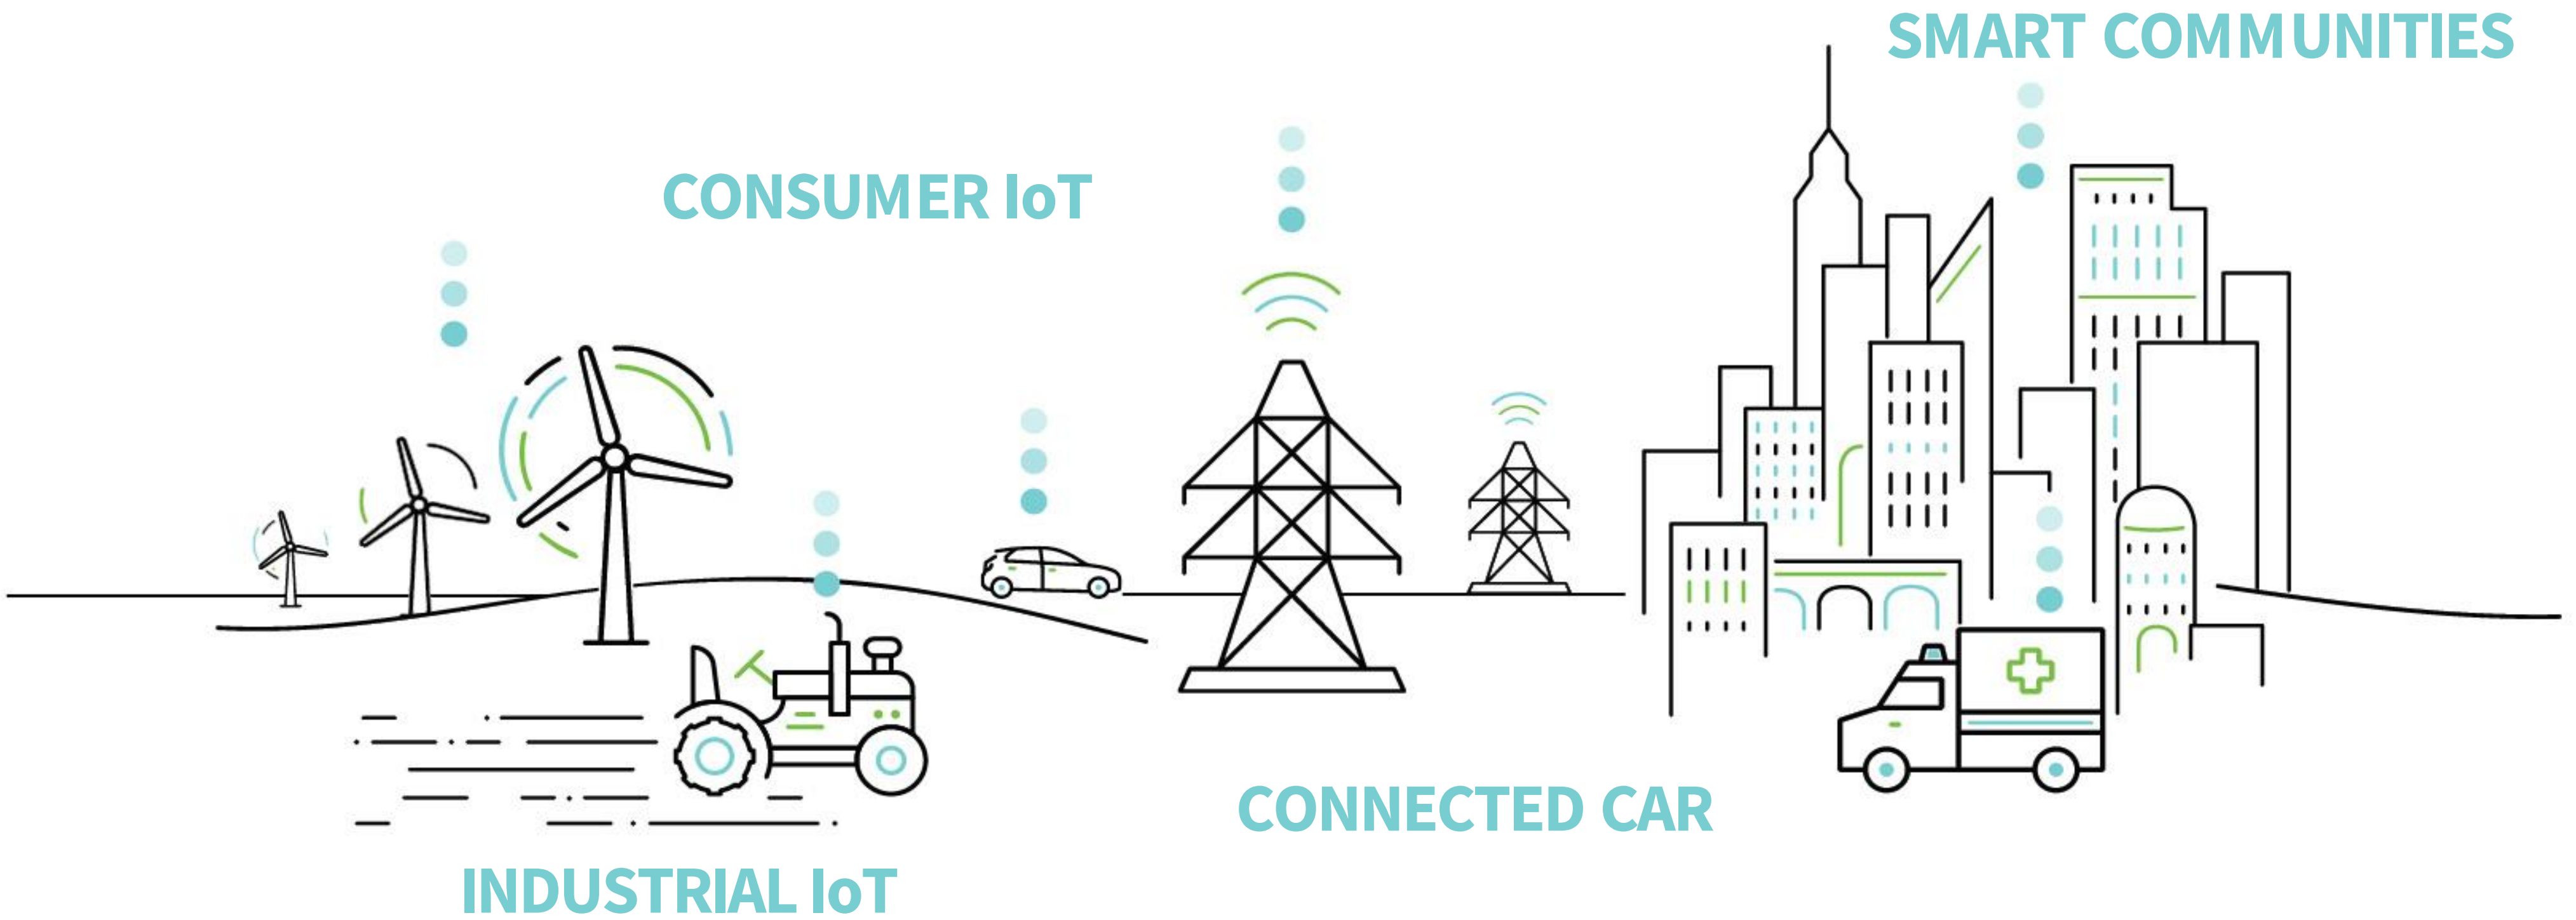 SMART COMMUNITIES
CONSUMER IoT
CONNECTED CAR
INDUSTRIAL IoT